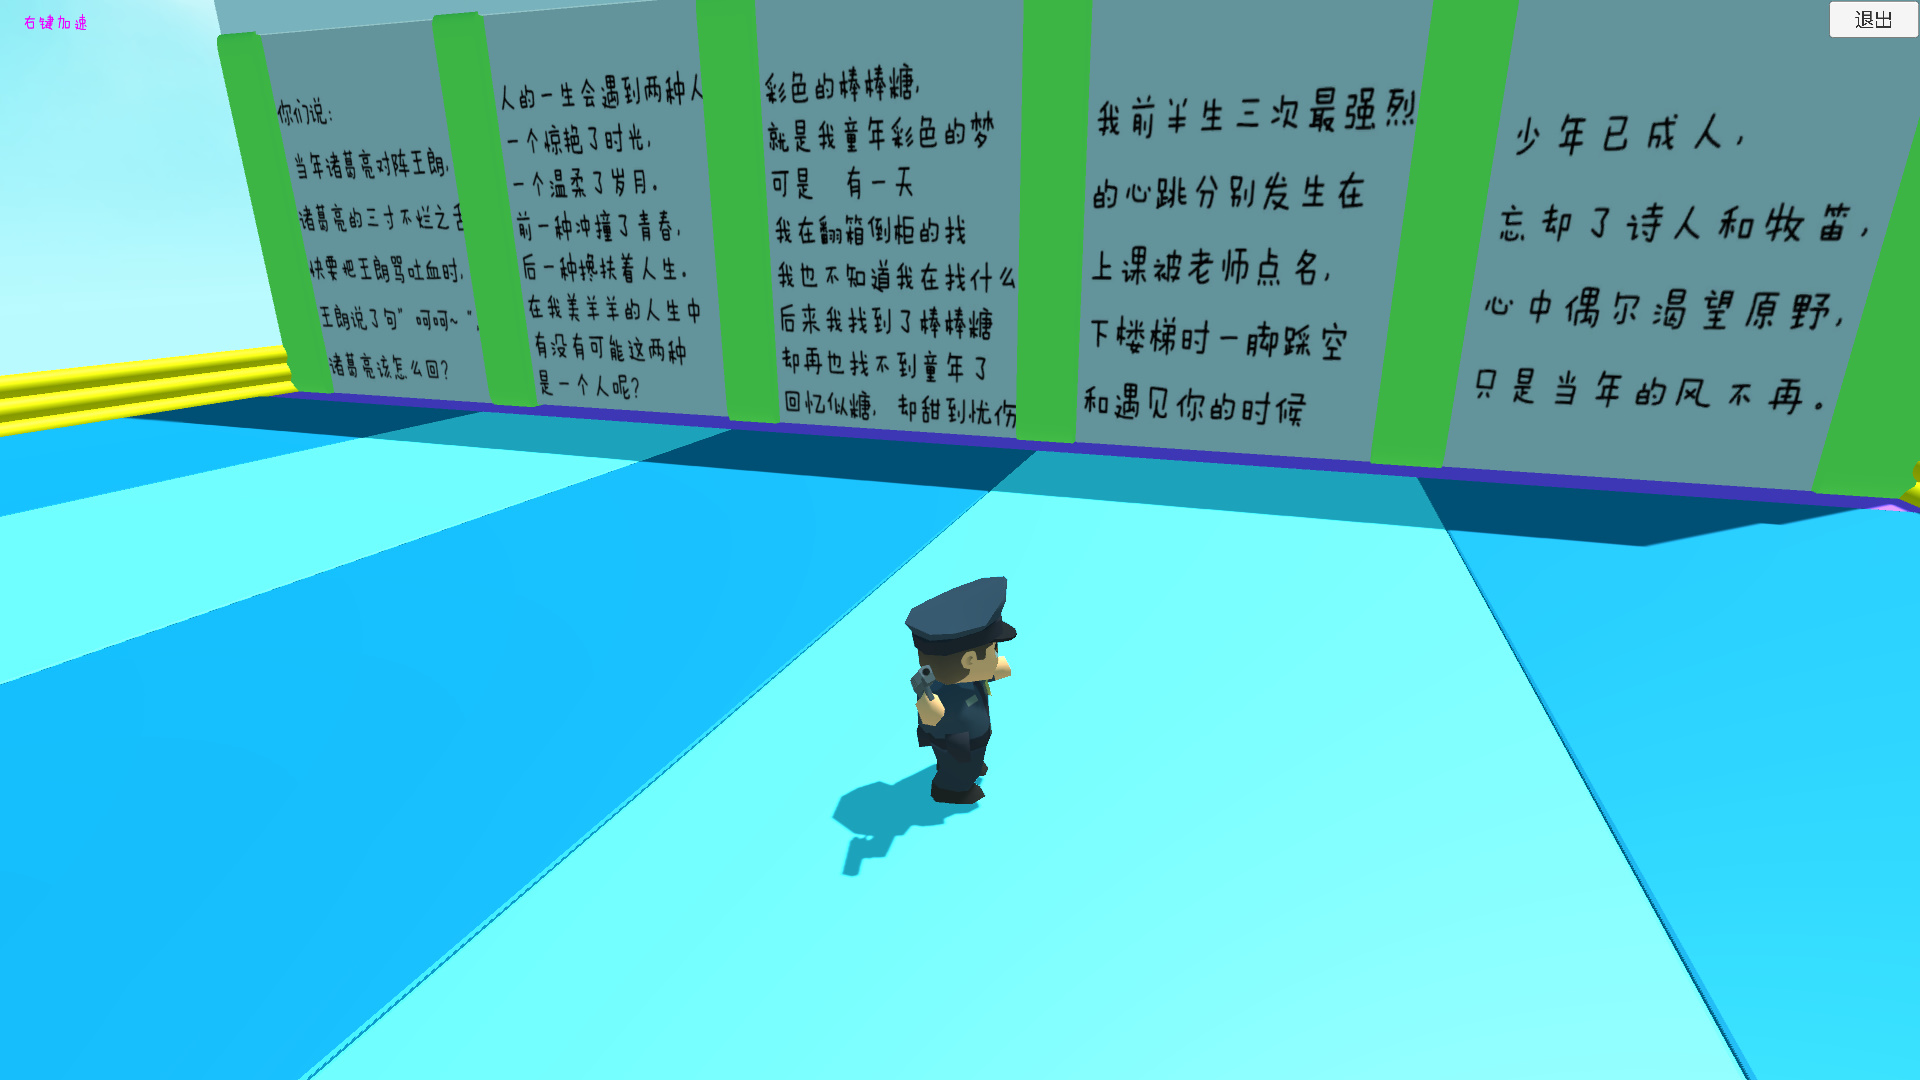 右键加速
退出
你们说：
当年诸葛亮对阵王朗，
诸葛亮的三寸不烂之舌
快要把王朗骂吐血时，
王朗说了句”呵呵~“，
诸葛亮该怎么回？
人的一生会遇到两种人
一个惊艳了时光，
一个温柔了岁月。
前一种冲撞了青春，
后一种搀扶着人生。
在我美羊羊的人生中
有没有可能这两种
是一个人呢？
彩色的棒棒糖，
就是我童年彩色的梦
可是 有一天
我在翻箱倒柜的找
我也不知道我在找什么
后来我找到了棒棒糖
却再也找不到童年了
回忆似糖，却甜到忧伤
我前半生三次最强烈
的心跳分别发生在
上课被老师点名，
下楼梯时一脚踩空
和遇见你的时候
少年已成人，
忘却了诗人和牧笛，
心中偶尔渴望原野，
只是当年的风不再。